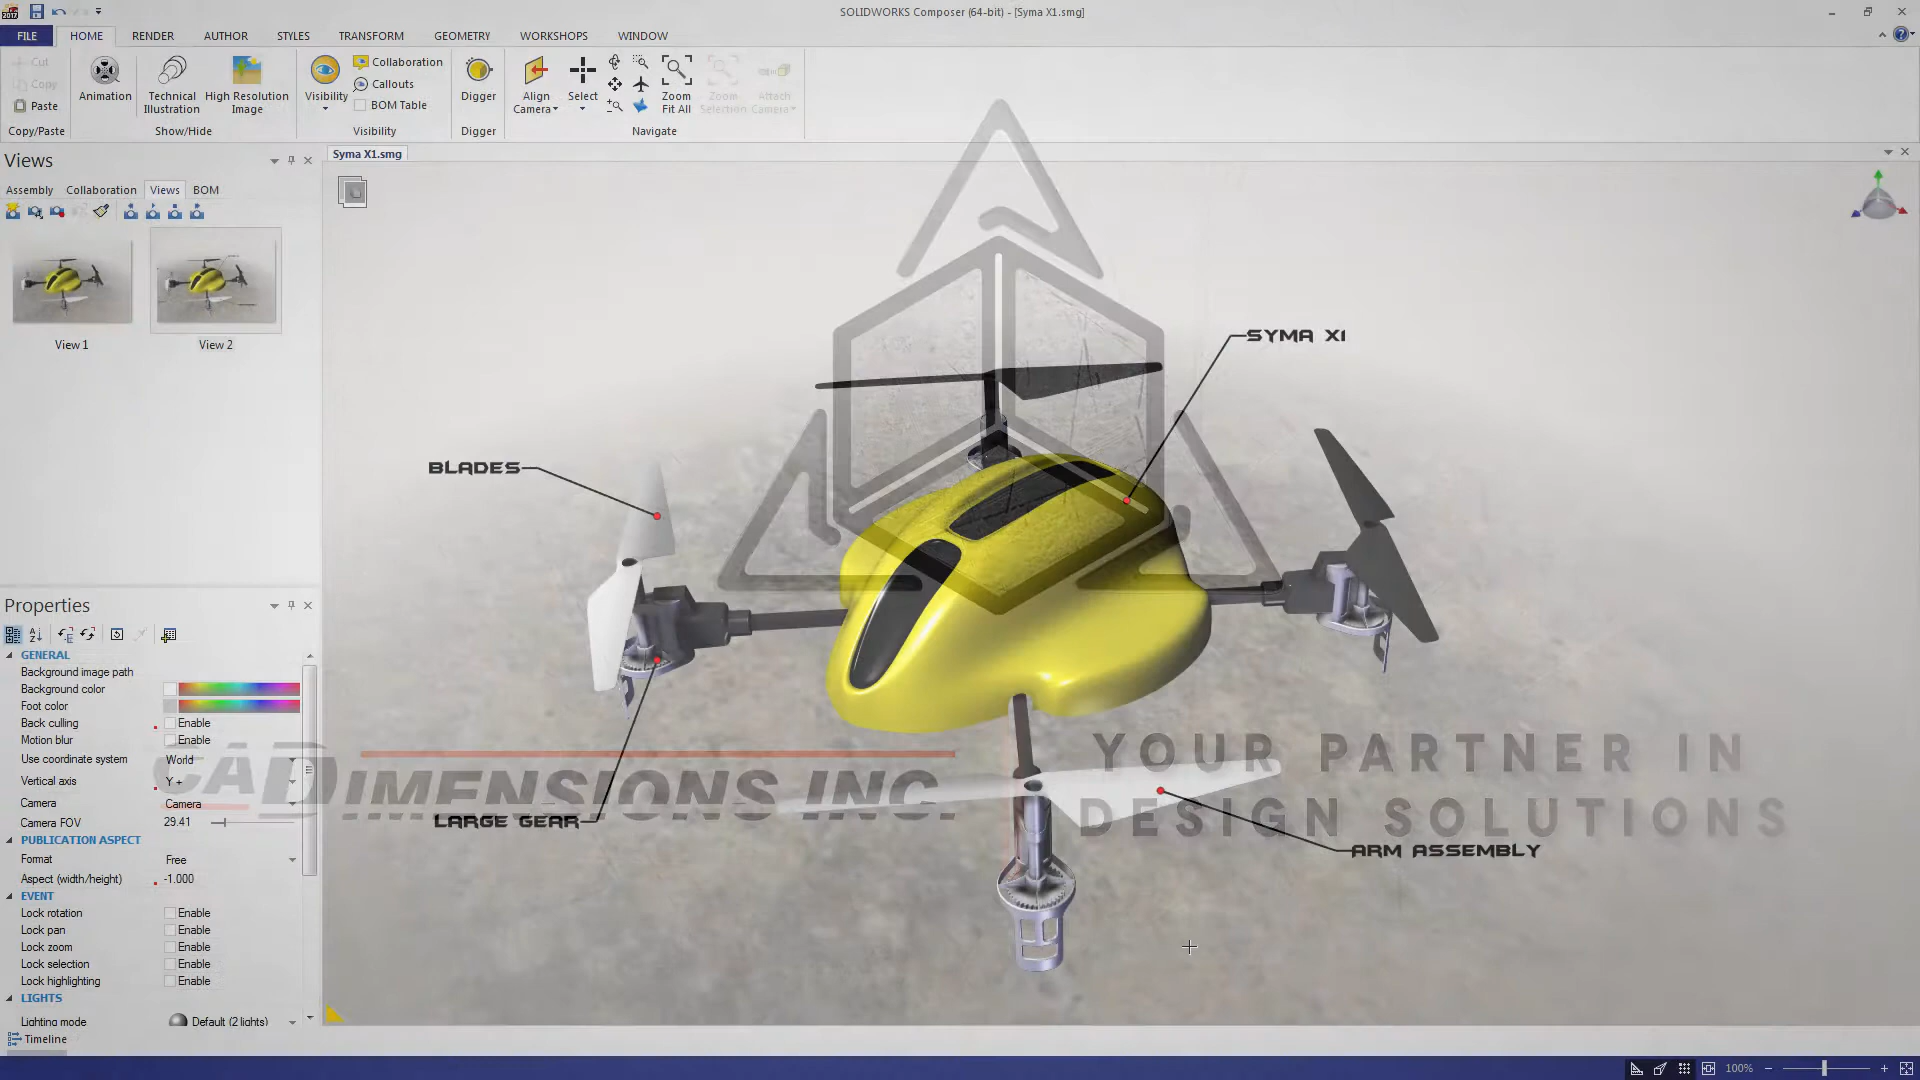 SOLIDWORKS Composer (64-bit) - [Syma X1.smg]
FILE HOME RENDER AUTHOR STYLES TRANSFORM GEOMETRY WORKSHOPS WINDOW
Cut
Copy
Paste
Copy/Paste
Animation
Technical Illustration
High Resolution Image
Show/Hide
Visibility
Collaboration
Callouts
BOM Table
Visibility
Digger
Digger
Align Camera
Select
Zoom Fit All
Zoom Selection
Attach Camera
Navigate
Views
Syma X1.smg
Assembly Collaboration Views BOM
View 1
View 2
SYMA X1
BLADES
LARGE GEAR
ARM ASSEMBLY
CADIMENSIONS INC.
YOUR PARTNER IN
DESIGN SOLUTIONS
Properties
GENERAL
Background image path
Background color
Foot color
Back culling Enable
Motion blur Enable
Use coordinate system World
Vertical axis Y +
Camera Camera
Camera FOV 29.41
PUBLICATION ASPECT
Format Free
Aspect (width/height) -1.000
EVENT
Lock rotation Enable
Lock pan Enable
Lock zoom Enable
Lock selection Enable
Lock highlighting Enable
LIGHTS
Lighting mode Default (2 lights)
Timeline
100%